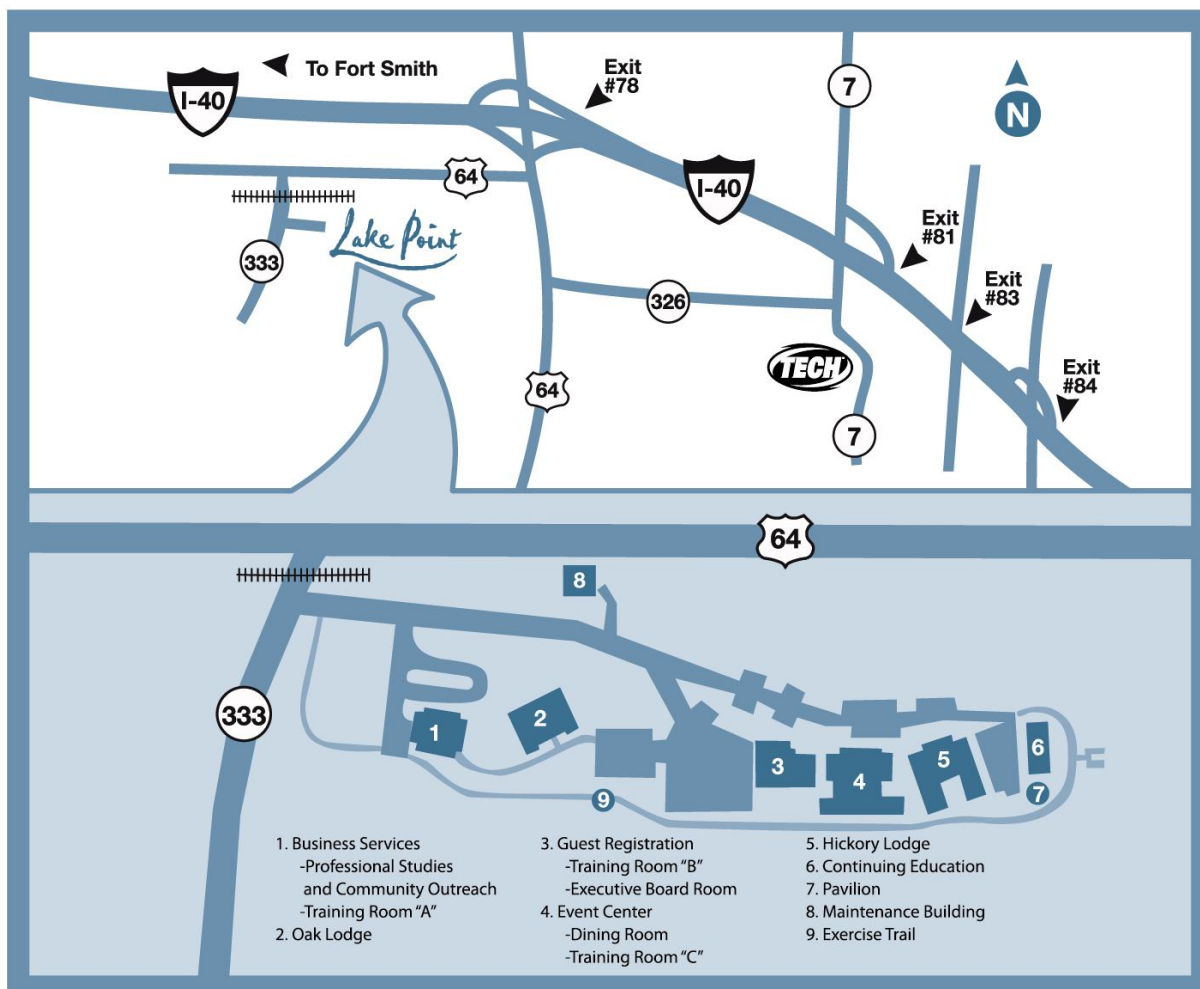 I-40
To Fort Smith
Exit
#78
7
N
64
I-40
Lake Point
Exit
#81
333
Exit
#83
326
TECH
Exit
#84
64
7
64
8
333
1
2
3
4
5
6
7
9
1. Business Services
-Professional Studies
and Community Outreach
-Training Room “A”
2. Oak Lodge
3. Guest Registration
-Training Room “B”
-Executive Board Room
4. Event Center
-Dining Room
-Training Room “C”
5. Hickory Lodge
6. Continuing Education
7. Pavilion
8. Maintenance Building
9. Exercise Trail